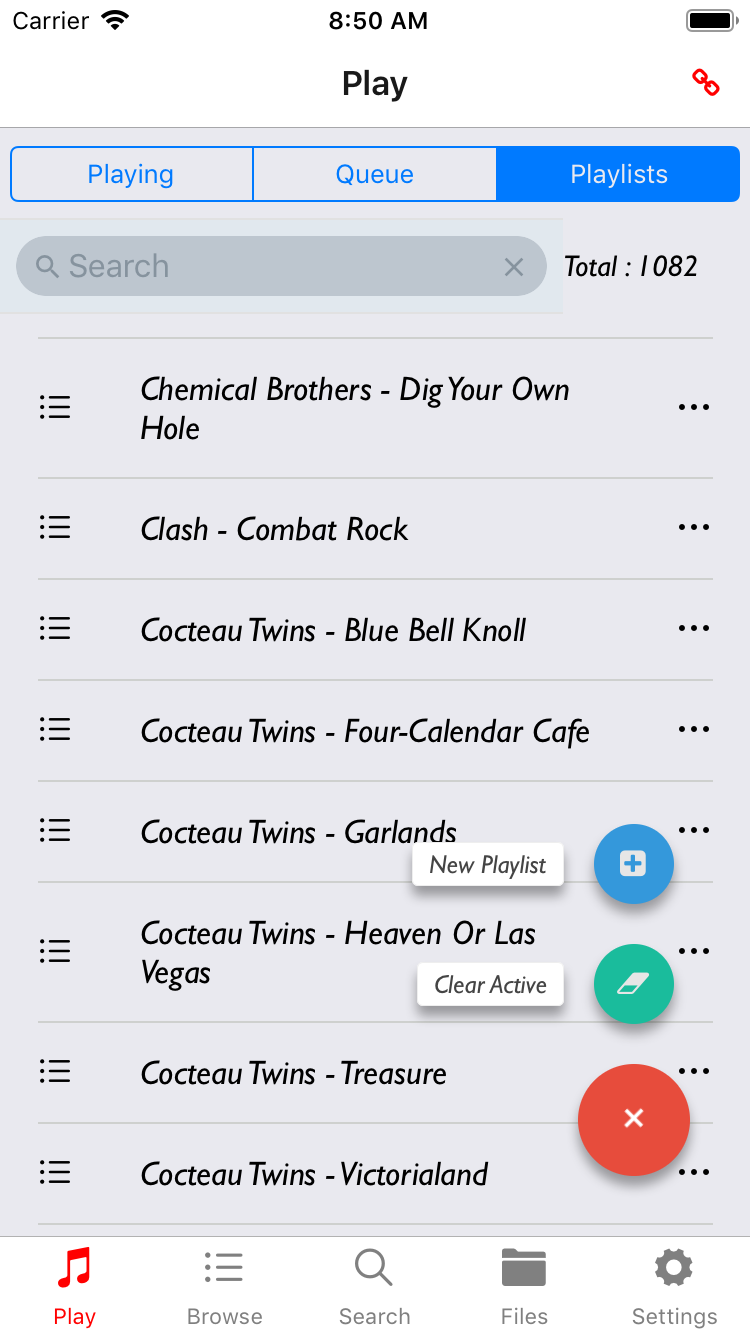 Carrier 8:50 AM
Play
Playing Queue Playlists
Search Total : 1082
Chemical Brothers - Dig Your Own
Hole
Clash - Combat Rock
Cocteau Twins - Blue Bell Knoll
Cocteau Twins - Four-Calendar Cafe
Cocteau Twins - Garlands
New Playlist
Cocteau Twins - Heaven Or Las
Vegas
Clear Active
Cocteau Twins - Treasure
Cocteau Twins - Victorialand
Play Browse Search Files Settings